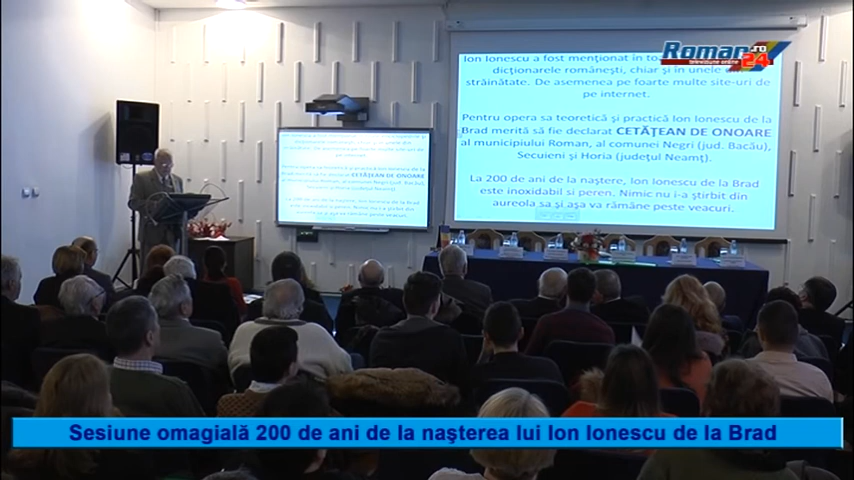 Roman .ro
televiziune online 24
Ion Ionescu a fost menţionat în
dicţionarele româneşti, chiar şi în unele
străinătate. De asemenea pe foarte multe site-uri de
pe internet.
Pentru opera sa teoretică şi practică Ion Ionescu de la
Brad merită să fie declarat CETĂŢEAN DE ONOARE
al municipiului Roman, al comunei Negri (jud. Bacău),
Secuieni şi Horia (judeţul Neamţ).
La 200 de ani de naştere, Ion Ionescu de la Brad
este inoxidabil si peren. Nimic nu i-a ştirbit din
aureola sa şi aşa va rămâne peste veacuri.
Sesiune omagială 200 de ani de la naşterea lui Ion Ionescu de la Brad